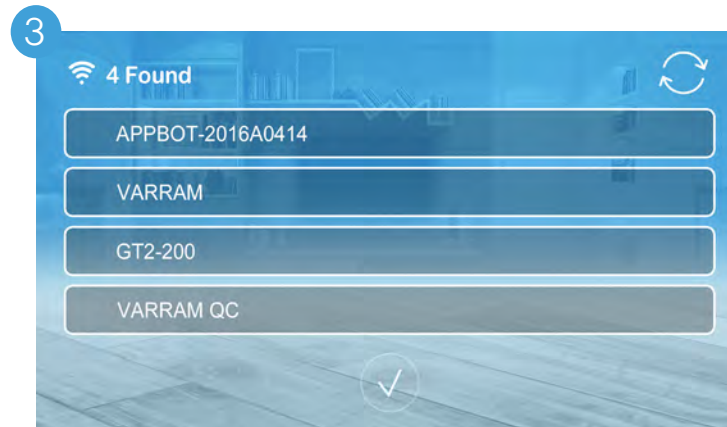 3
4 Found
APPBOT-2016A0414
VARRAM
GT2-200
VARRAM QC